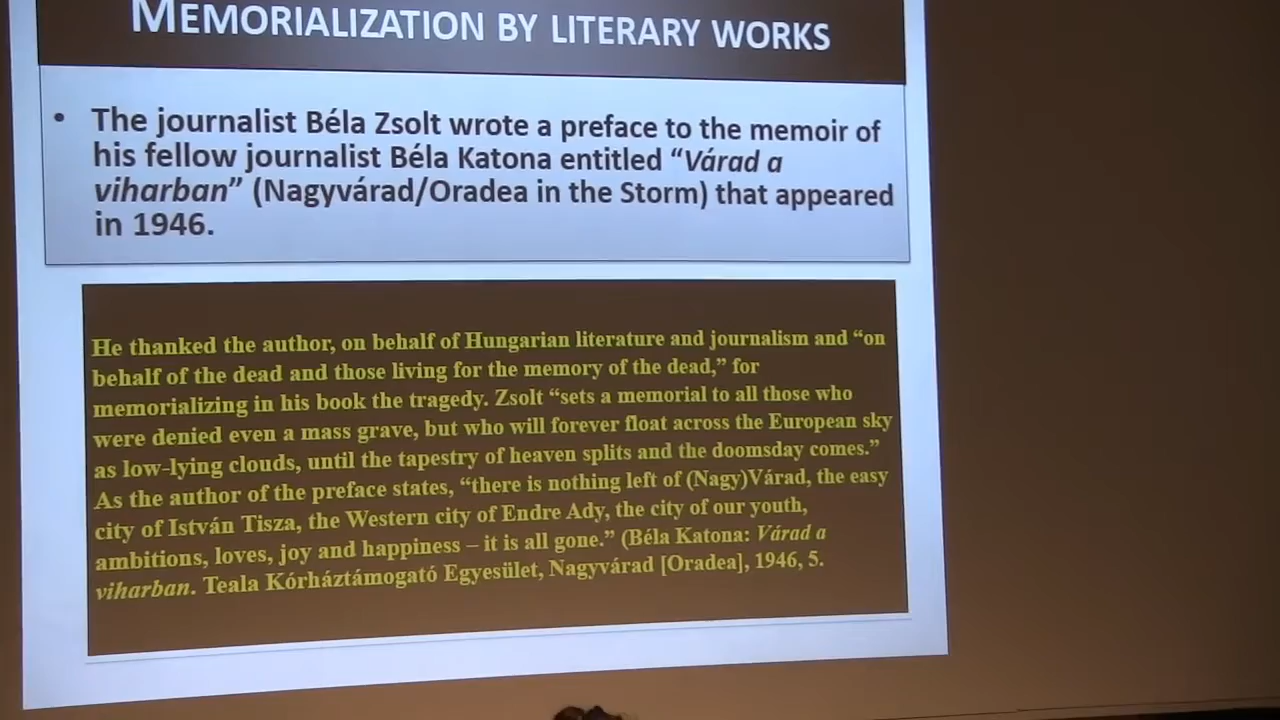 MEMORIALIZATION BY LITERARY WORKS
• The journalist Béla Zsolt wrote a preface to the memoir of
his fellow journalist Béla Katona entitled “Várad a
viharban” (Nagyvárad/Oradea in the Storm) that appeared
in 1946.
He thanked the author, on behalf of Hungarian literature and journalism and “on
behalf of the dead and those living for the memory of the dead,” for
memorializing in his book the tragedy. Zsolt “sets a memorial to all those who
were denied even a mass grave, but who will forever float across the European sky
as low-lying clouds, until the tapestry of heaven splits and the doomsday comes.”
As the author of the preface states, “there is nothing left of (Nagy)Várad, the easy
city of István Tisza, the Western city of Endre Ady, the city of our youth,
ambitions, loves, joy and happiness – it is all gone.” (Béla Katona: Várad a
viharban. Teala Kórháztámogató Egyesület, Nagyvárad [Oradea], 1946, 5.